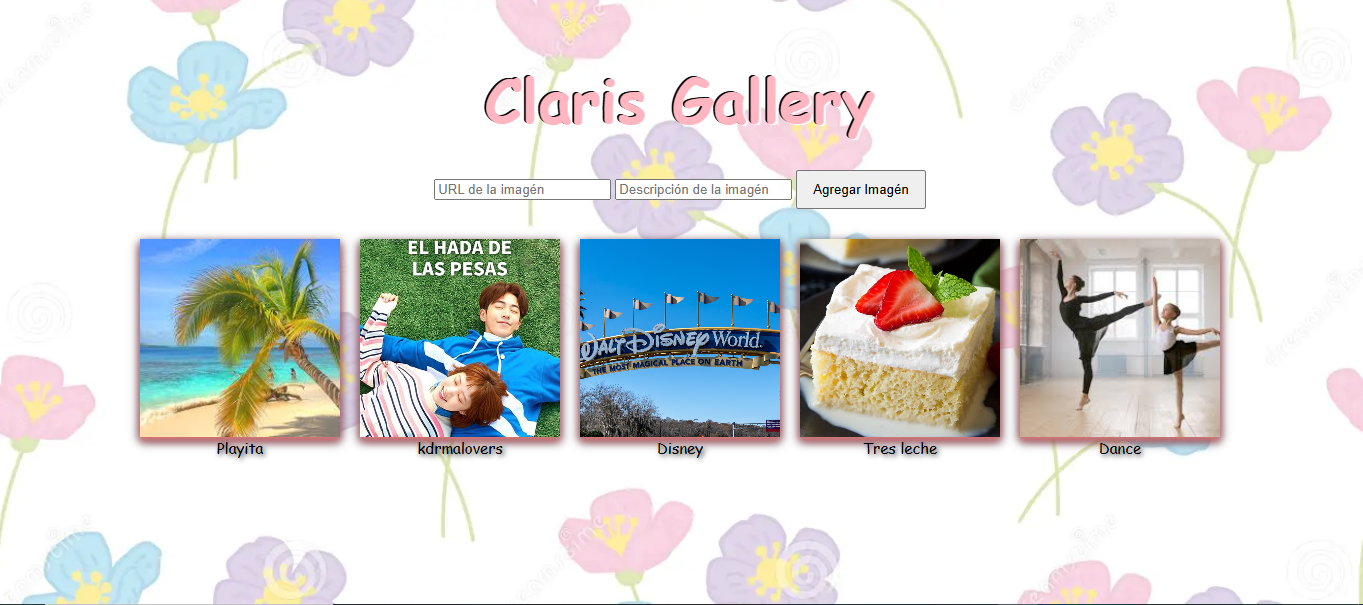 Claris Gallery
URL de la imagén
Descripción de la imagén
Agregar Imagén
EL HADA DE
LAS PESAS
WALT DISNEY World.
THE MOST MAGICAL PLACE ON EARTH
Playita
kdrmalovers
Disney
Tres leche
Dance